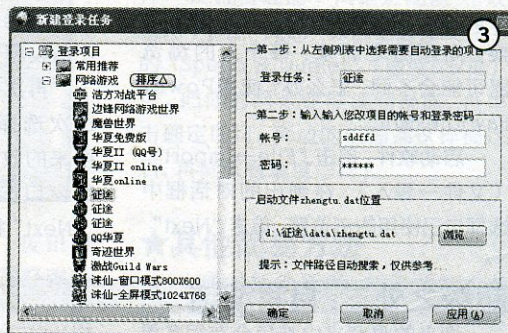 新建登录任务
③
登录项目
常用推荐
网络游戏 (排序△)
浩方对战平台
边锋网络游戏世界
魔兽世界
华夏免费版
华夏II (QQ号)
华夏II online
华夏online
征途
征途
征途
QQ华夏
奇迹世界
激战Guild Wars
诛仙-窗口模式800X600
诛仙-全屏模式1024X768
第一步:从左侧列表中选择需要自动登录的项目
登录任务: 征途
第二步:输入输入您改项目的帐号和登录密码
帐号: sddffd
密码: ******
启动文件zhengtu.dat位置
d:\征途\data\zhengtu.dat 浏览...
提示:文件路径自动搜索,仅供参考...
确定 取消 应用(A)